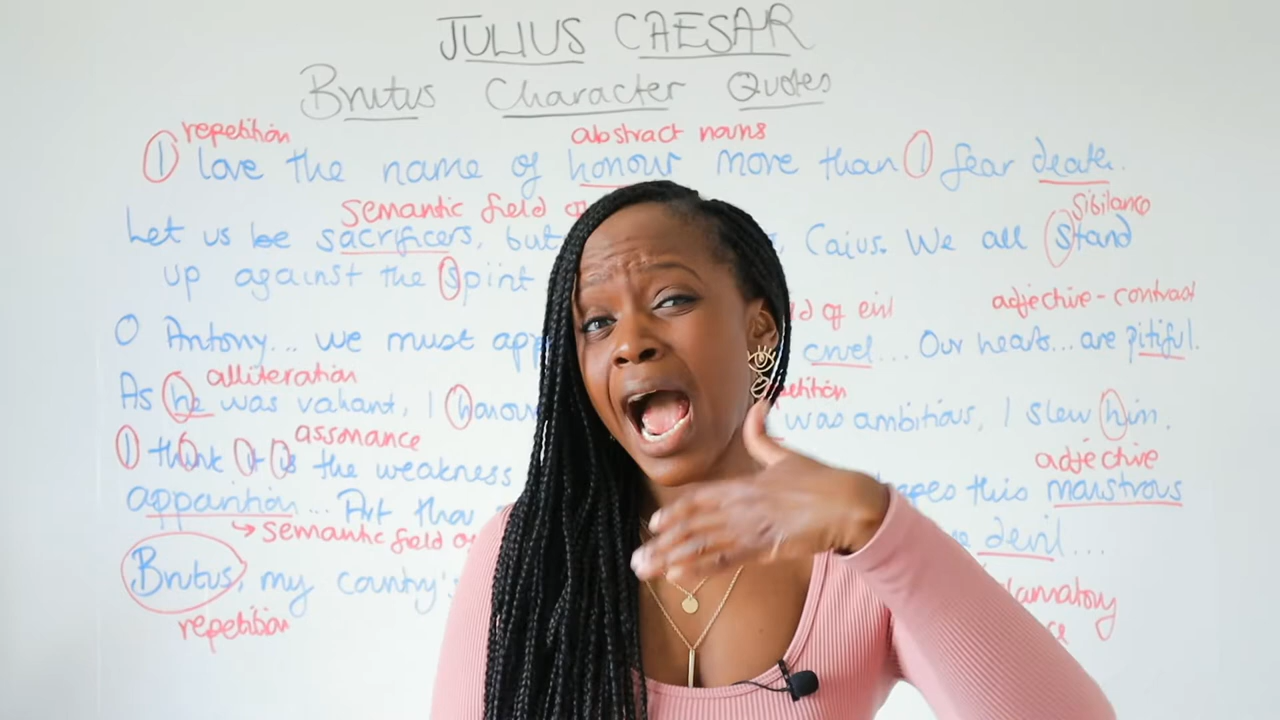 JULIUS CAESAR
Brutus Character Quotes
repetition abstract nouns
I love the name of honour more than I fear death.
semantic field sibilance
Let us be sacrificers, but Caius. We all stand
up against the spirit
of evil adjective - contrast
O Antony... we must cruel... Our hearts... are pitiful.
alliteration
As he was valiant, I was ambitious, I slew him.
assonance
I think it is the weakness adjective
apparition... Art thou this monstrous
→ semantic field devil...
Brutus, my country's
repetition